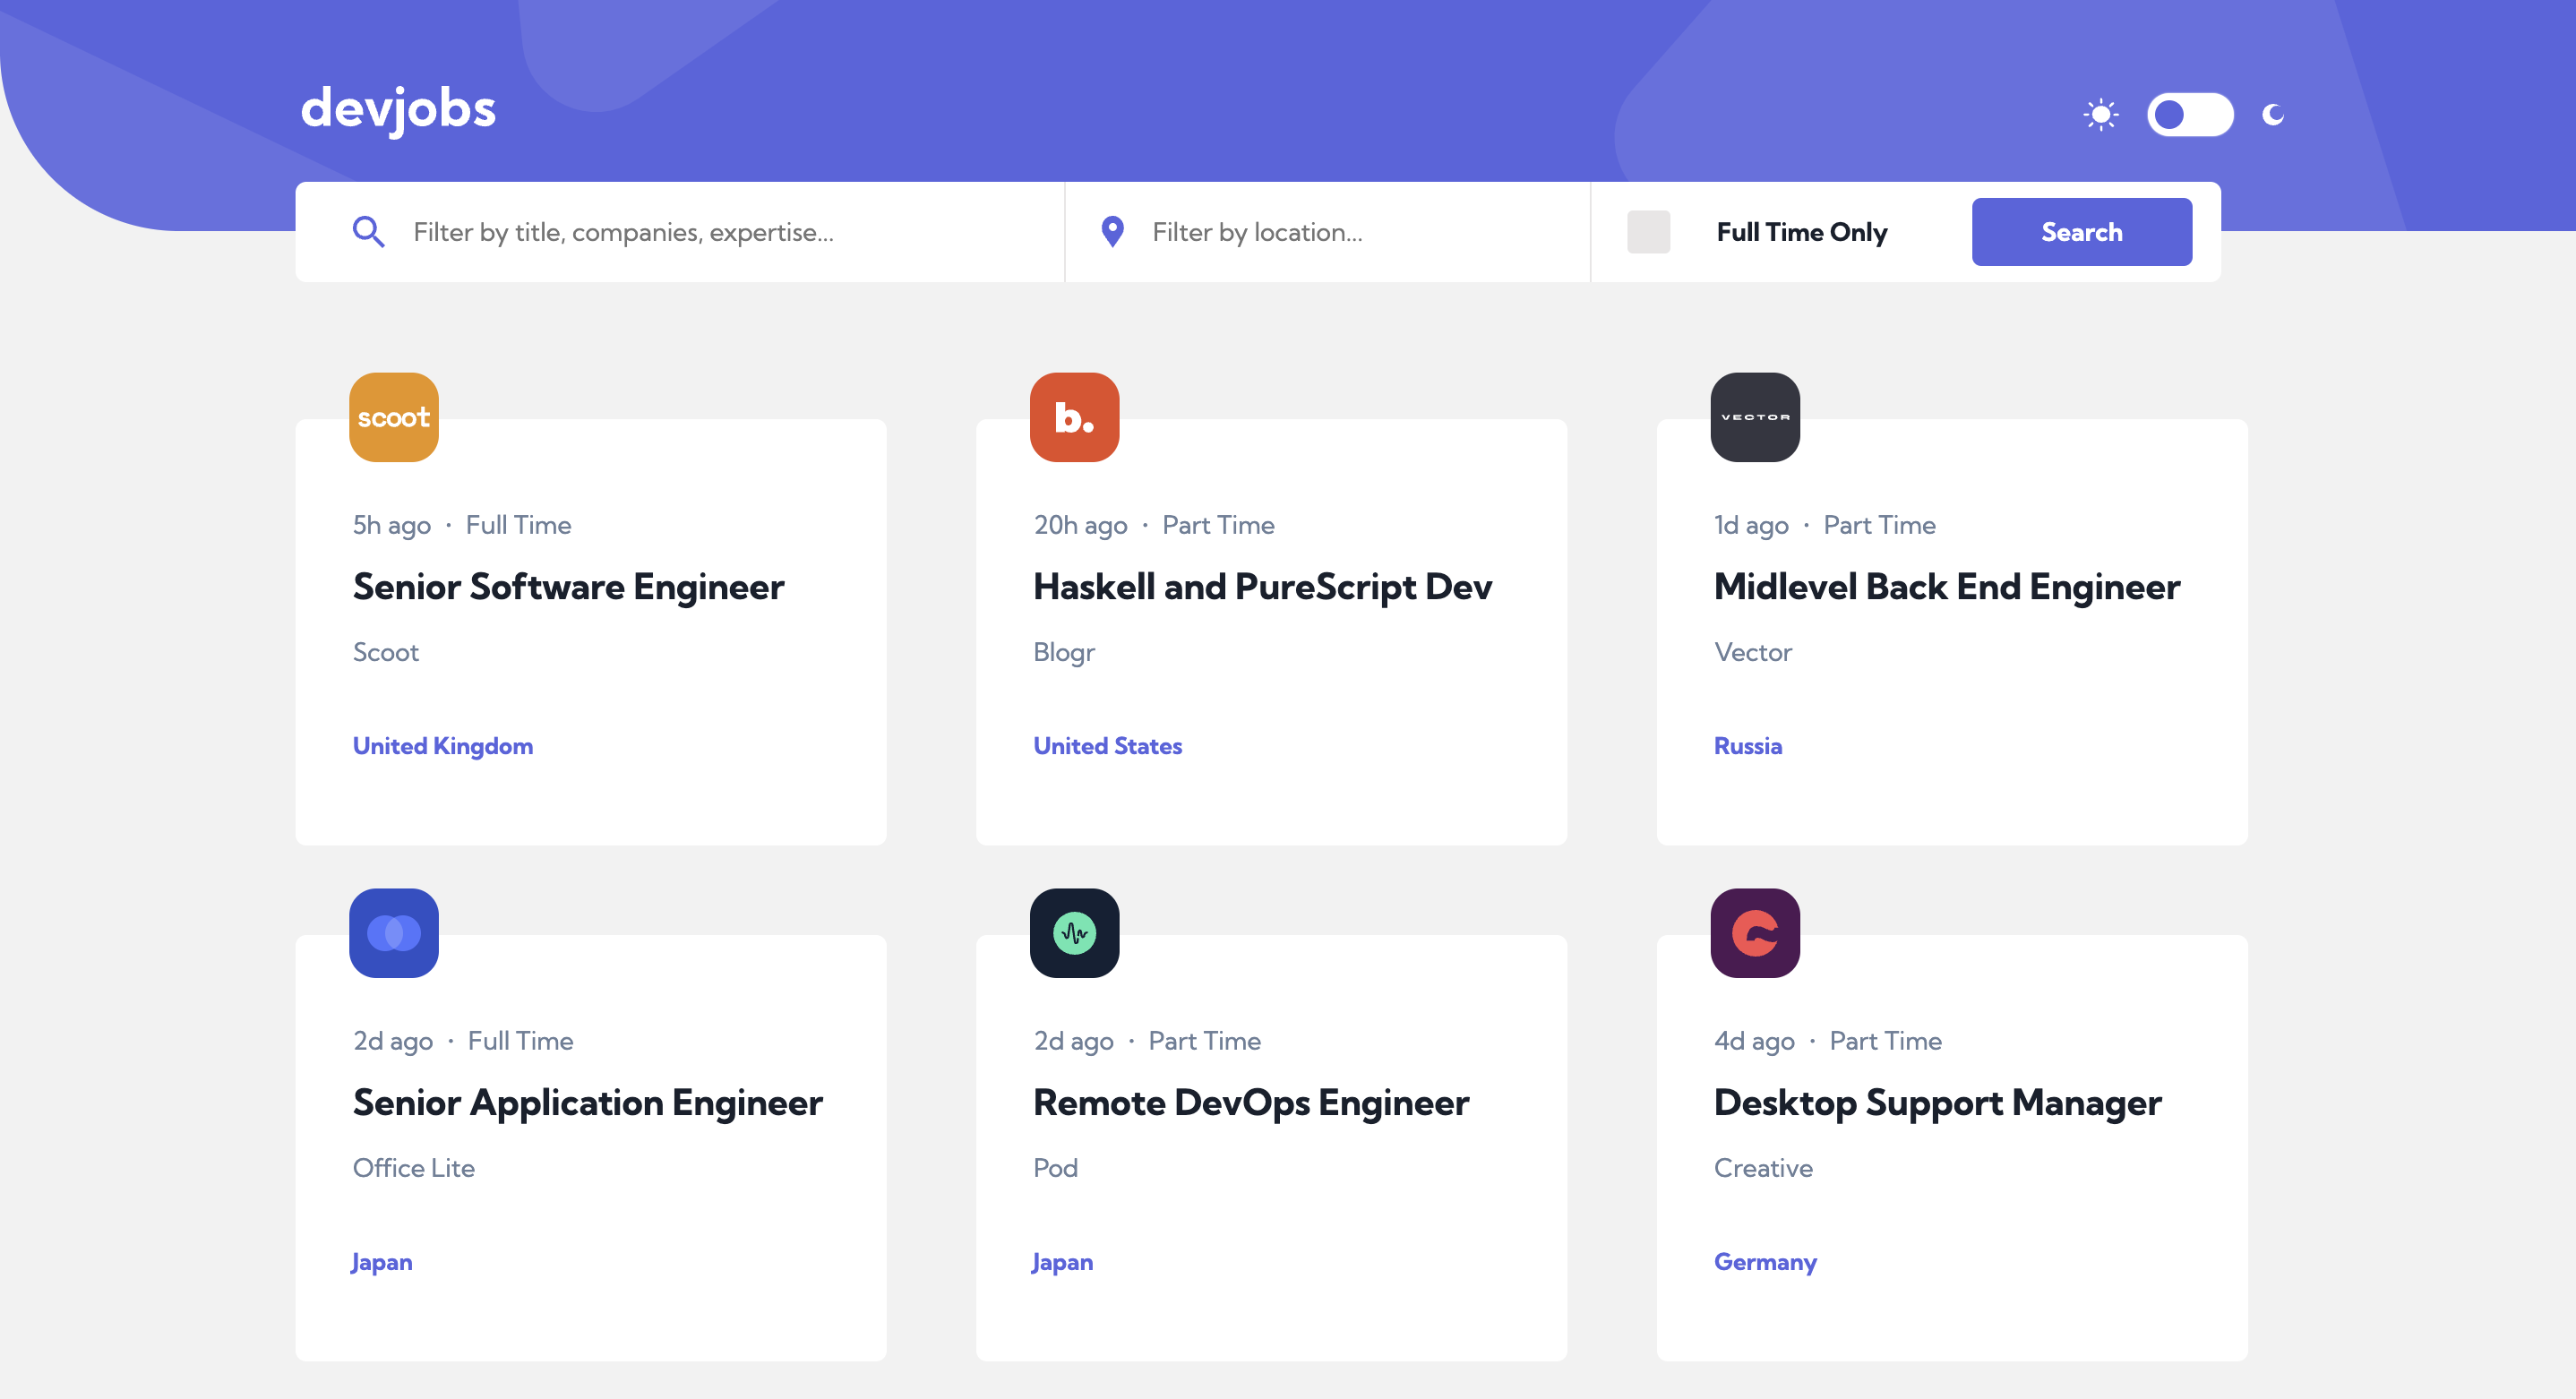 devjobs
Filter by title, companies, expertise...
Filter by location...
Full Time Only
Search
scoot
b.
VECTOR
5h ago · Full Time
Senior Software Engineer
Scoot
United Kingdom
20h ago · Part Time
Haskell and PureScript Dev
Blogr
United States
1d ago · Part Time
Midlevel Back End Engineer
Vector
Russia
2d ago · Full Time
Senior Application Engineer
Office Lite
Japan
2d ago · Part Time
Remote DevOps Engineer
Pod
Japan
4d ago · Part Time
Desktop Support Manager
Creative
Germany